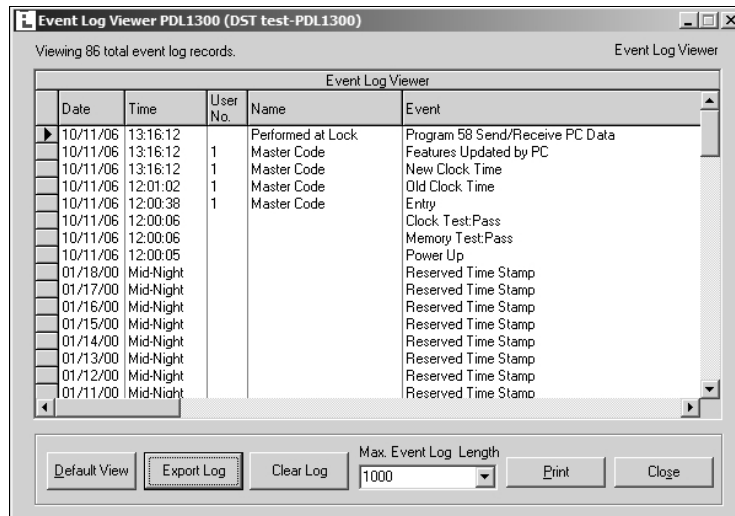 Event Log Viewer PDL1300 (DST test-PDL1300)
Viewing 86 total event log records. Event Log Viewer
Event Log Viewer
Date Time User No. Name Event
10/11/06 13:16:12 Performed at Lock Program 58 Send/Receive PC Data
10/11/06 13:16:12 1 Master Code Features Updated by PC
10/11/06 13:16:12 1 Master Code New Clock Time
10/11/06 12:01:02 1 Master Code Old Clock Time
10/11/06 12:00:38 1 Master Code Entry
10/11/06 12:00:06 Clock Test:Pass
10/11/06 12:00:06 Memory Test:Pass
10/11/06 12:00:05 Power Up
01/18/00 Mid-Night Reserved Time Stamp
01/17/00 Mid-Night Reserved Time Stamp
01/16/00 Mid-Night Reserved Time Stamp
01/15/00 Mid-Night Reserved Time Stamp
01/14/00 Mid-Night Reserved Time Stamp
01/13/00 Mid-Night Reserved Time Stamp
01/12/00 Mid-Night Reserved Time Stamp
01/11/00 Mid-Night Reserved Time Stamp
Max. Event Log Length
Default View Export Log Clear Log 1000 Print Close